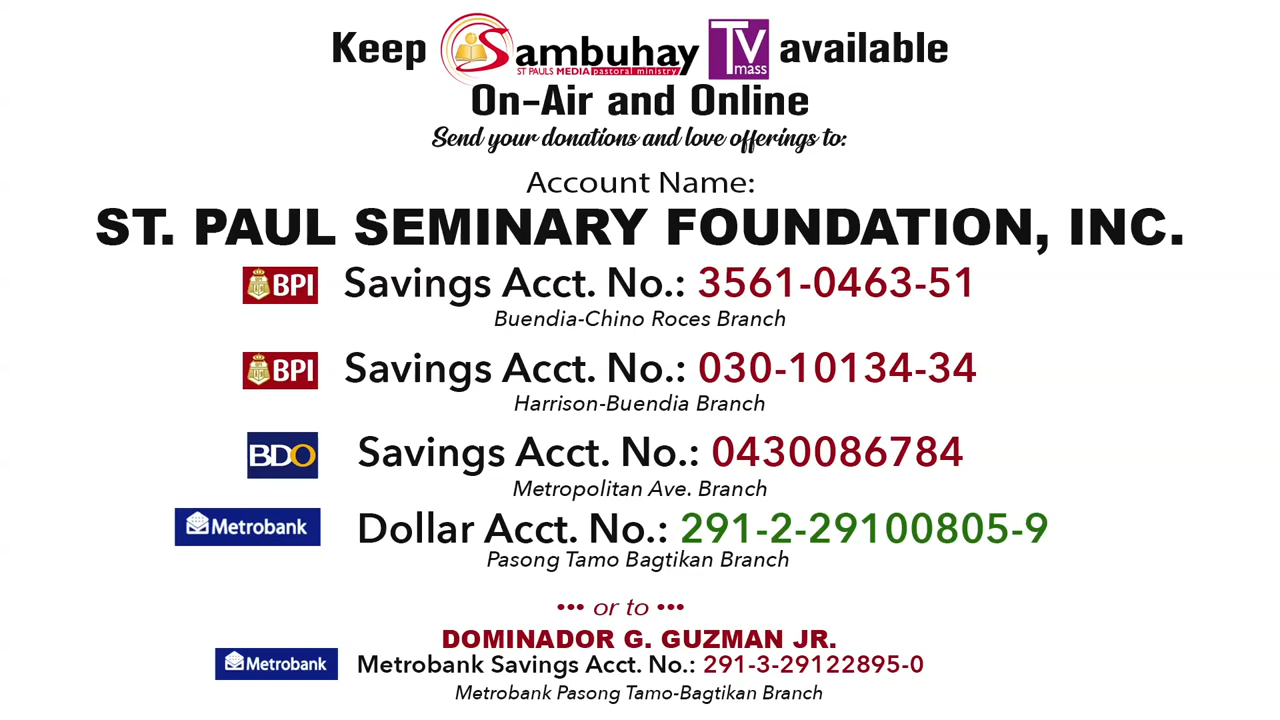 Keep Sambuhay TV mass available
ST PAULS MEDIA pastoral ministry
On-Air and Online
Send your donations and love offerings to:
Account Name:
ST. PAUL SEMINARY FOUNDATION, INC.
BPI Savings Acct. No.: 3561-0463-51
Buendia-Chino Roces Branch
BPI Savings Acct. No.: 030-10134-34
Harrison-Buendia Branch
BDO Savings Acct. No.: 0430086784
Metropolitan Ave. Branch
Metrobank Dollar Acct. No.: 291-2-29100805-9
Pasong Tamo Bagtikan Branch
••• or to •••
DOMINADOR G. GUZMAN JR.
Metrobank Metrobank Savings Acct. No.: 291-3-29122895-0
Metrobank Pasong Tamo-Bagtikan Branch